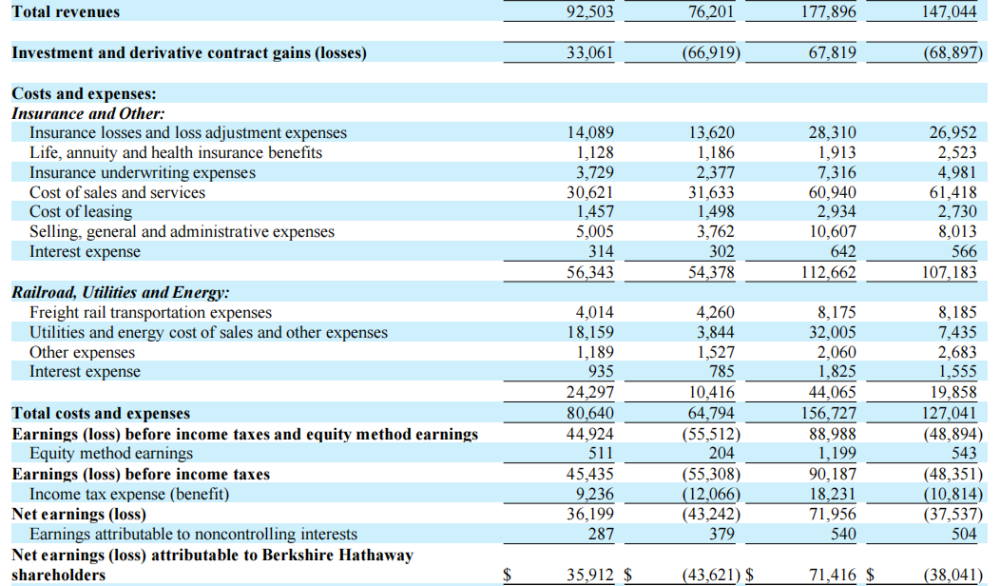 Total revenues 92,503 76,201 177,896 147,044
Investment and derivative contract gains (losses) 33,061 (66,919) 67,819 (68,897)
Costs and expenses:
Insurance and Other:
Insurance losses and loss adjustment expenses 14,089 13,620 28,310 26,952
Life, annuity and health insurance benefits 1,128 1,186 1,913 2,523
Insurance underwriting expenses 3,729 2,377 7,316 4,981
Cost of sales and services 30,621 31,633 60,940 61,418
Cost of leasing 1,457 1,498 2,934 2,730
Selling, general and administrative expenses 5,005 3,762 10,607 8,013
Interest expense 314 302 642 566
56,343 54,378 112,662 107,183
Railroad, Utilities and Energy:
Freight rail transportation expenses 4,014 4,260 8,175 8,185
Utilities and energy cost of sales and other expenses 18,159 3,844 32,005 7,435
Other expenses 1,189 1,527 2,060 2,683
Interest expense 935 785 1,825 1,555
24,297 10,416 44,065 19,858
Total costs and expenses 80,640 64,794 156,727 127,041
Earnings (loss) before income taxes and equity method earnings 44,924 (55,512) 88,988 (48,894)
Equity method earnings 511 204 1,199 543
Earnings (loss) before income taxes 45,435 (55,308) 90,187 (48,351)
Income tax expense (benefit) 9,236 (12,066) 18,231 (10,814)
Net earnings (loss) 36,199 (43,242) 71,956 (37,537)
Earnings attributable to noncontrolling interests 287 379 540 504
Net earnings (loss) attributable to Berkshire Hathaway
shareholders $ 35,912 $ (43,621) $ 71,416 $ (38,041)